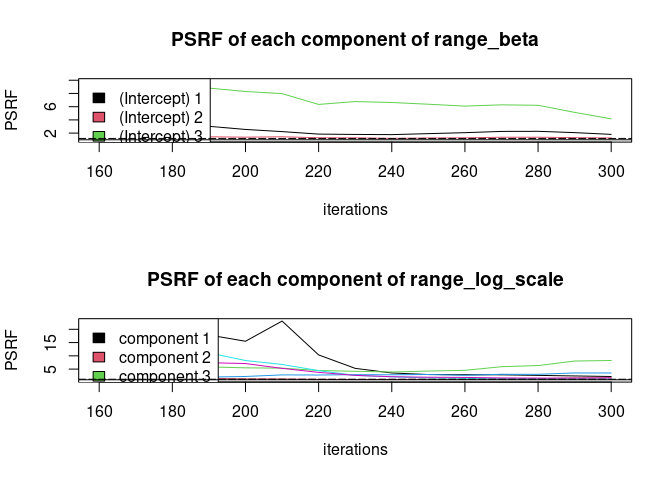 PSRF of each component of range_beta
PSRF
6
2
(Intercept) 1
(Intercept) 2
(Intercept) 3
160 180 200 220 240 260 280 300
iterations
PSRF of each component of range_log_scale
PSRF
15
5
component 1
component 2
component 3
160 180 200 220 240 260 280 300
iterations